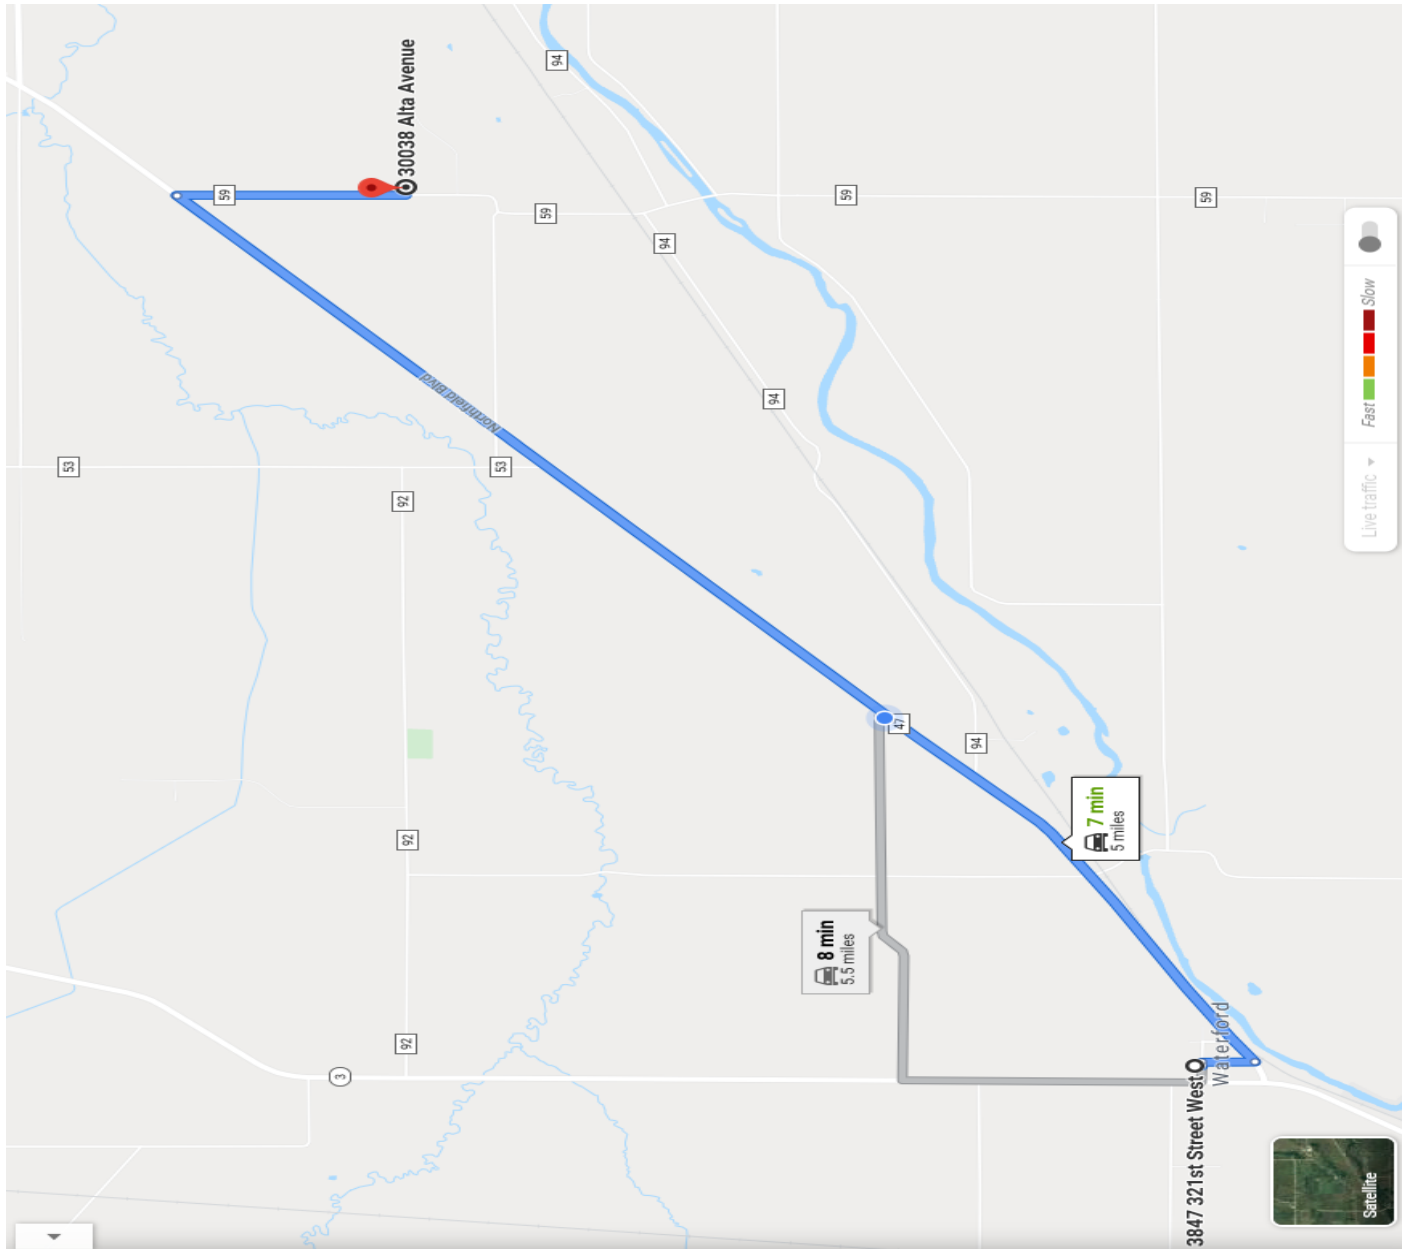 53
59
3
92
92
92
30038 Alta Avenue
Northfield Blvd
53
59
94
94
94
8 min
5.5 miles
59
47
94
7 min
5 miles
3847 321st Street West
59
Waterford
Satellite
Live traffic Fast Slow